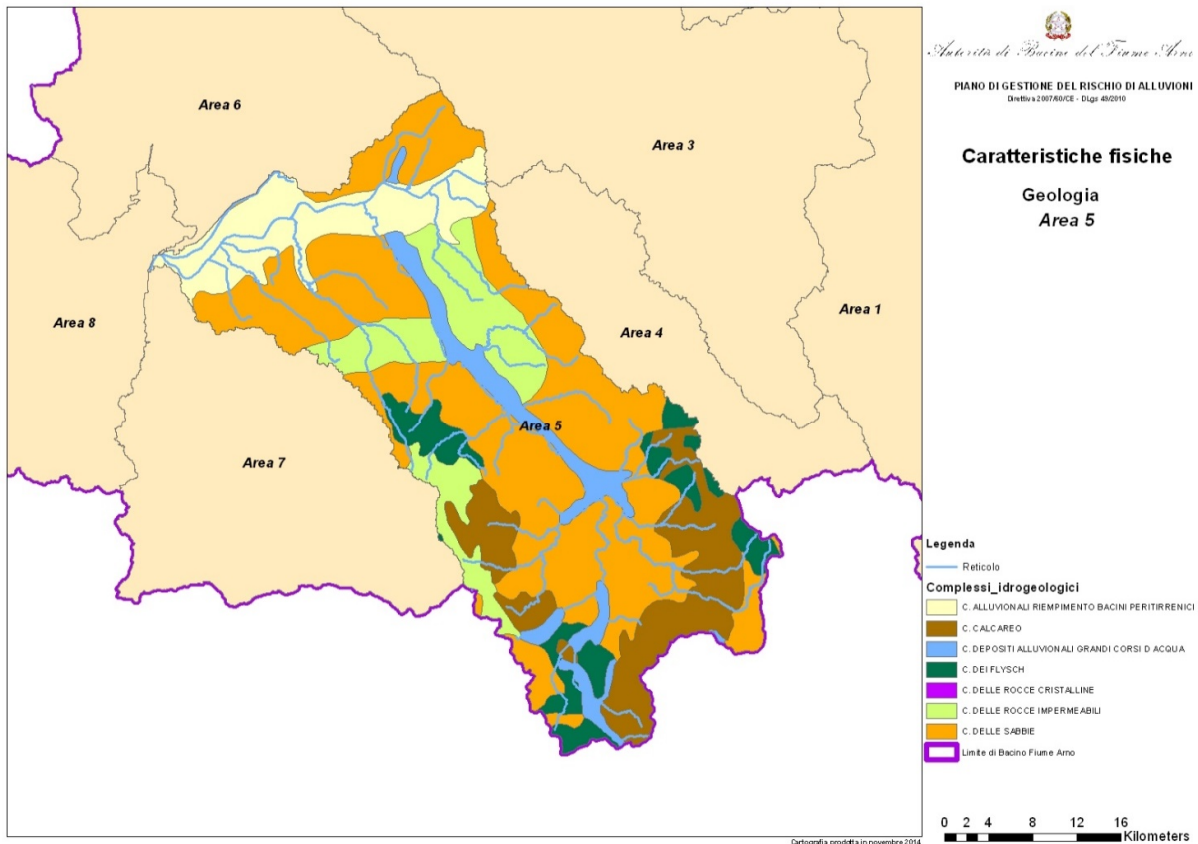 Autorità di Bacino del Fiume Arno
PIANO DI GESTIONE DEL RISCHIO DI ALLUVIONI
Direttiva 2007/60/CE - DLgs 49/2010
Caratteristiche fisiche
Geologia
Area 5
Area 6
Area 3
Area 8
Area 4
Area 1
Area 5
Area 7
Legenda
Reticolo
Complessi_idrogeologici
C. ALLUVIONALI RIEMPIMENTO BACINI PERITIRRENICI
C. CALCAREO
C. DEPOSITI ALLUVIONALI GRANDI CORSI D ACQUA
C. DEI FLYSCH
C. DELLE ROCCE CRISTALLINE
C. DELLE ROCCE IMPERMEABILI
C. DELLE SABBIE
Limite di Bacino Fiume Arno
0 2 4 8 12 16
Kilometers
Cartografia prodotta in novembre 2014